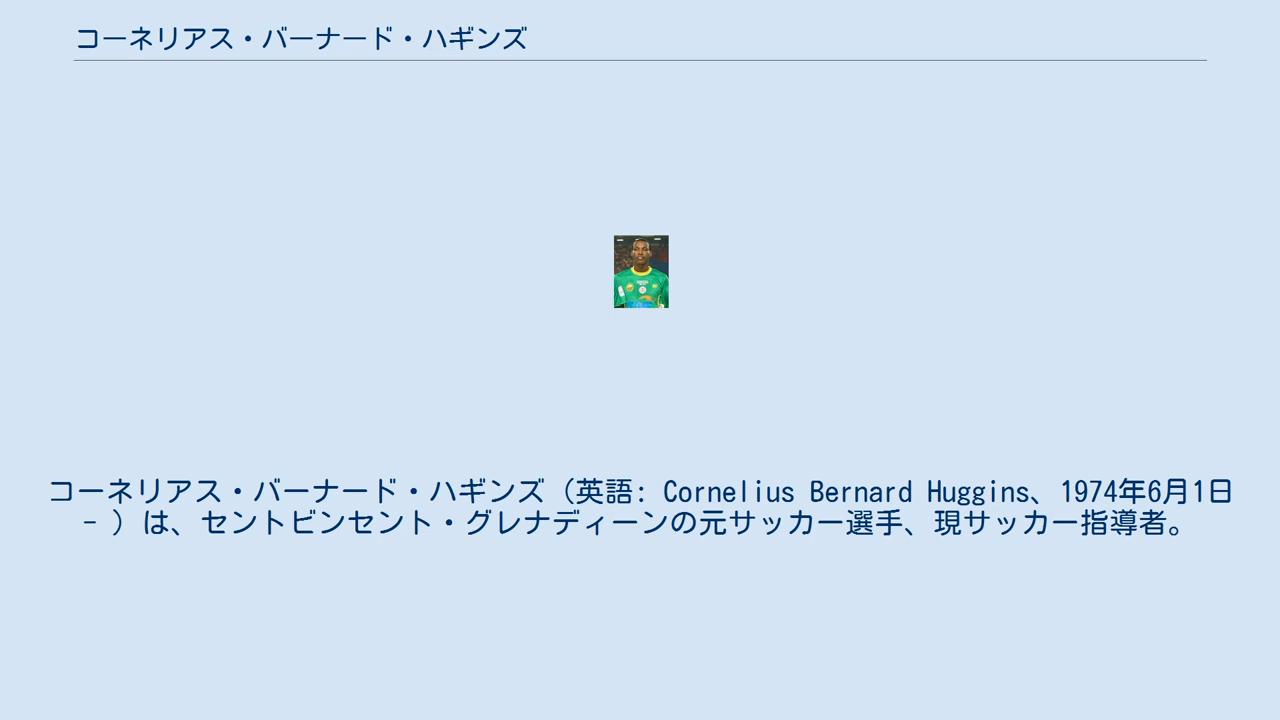 コーネリアス・バーナード・ハギンズ
コーネリアス・バーナード・ハギンズ（英語: Cornelius Bernard Huggins、1974年6月1日
- ）は、セントビンセント・グレナディーンの元サッカー選手、現サッカー指導者。